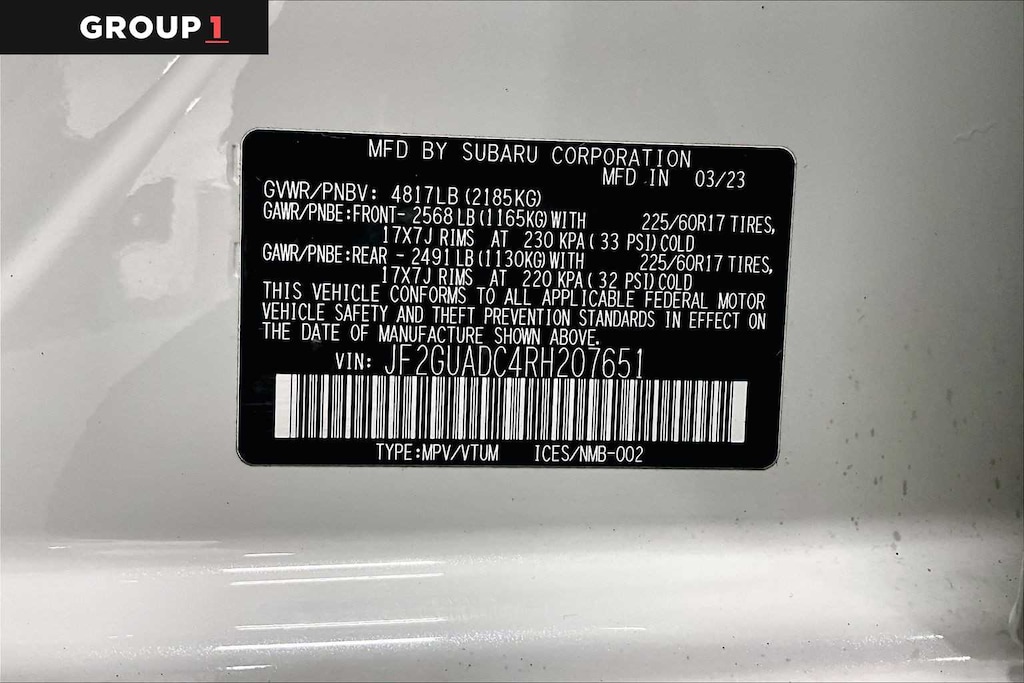 GROUP 1
MFD BY SUBARU CORPORATION
MFD IN 03/23
GVWR/PNBV: 4817LB (2185KG)
GAWR/PNBE:FRONT- 2568 LB (1165KG) WITH 225/60R17 TIRES,
17X7J RIMS AT 230 KPA ( 33 PSI) COLD
GAWR/PNBE:REAR - 2491 LB (1130KG) WITH 225/60R17 TIRES,
17X7J RIMS AT 220 KPA ( 32 PSI) COLD
THIS VEHICLE CONFORMS TO ALL APPLICABLE FEDERAL MOTOR
VEHICLE SAFETY AND THEFT PREVENTION STANDARDS IN EFFECT ON
THE DATE OF MANUFACTURE SHOWN ABOVE.
VIN: JF2GUADC4RH207651
TYPE:MPV/VTUM ICES/NMB-002